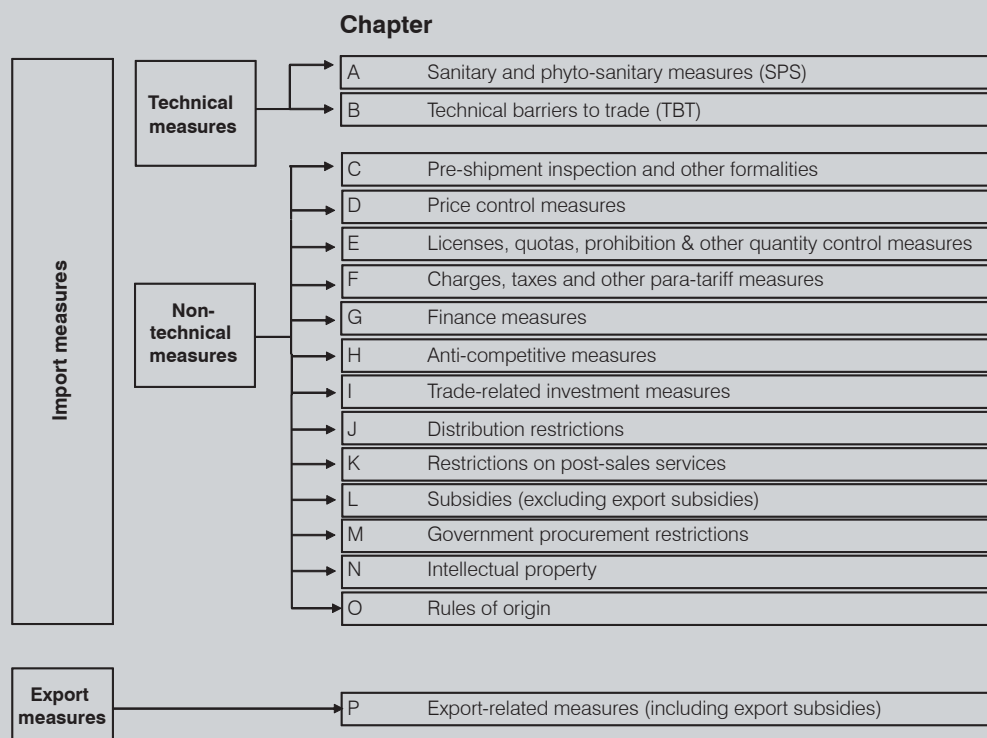 Chapter
Import measures
Technical
measures
A Sanitary and phyto-sanitary measures (SPS)
B Technical barriers to trade (TBT)
Non-
technical
measures
C Pre-shipment inspection and other formalities
D Price control measures
E Licenses, quotas, prohibition & other quantity control measures
F Charges, taxes and other para-tariff measures
G Finance measures
H Anti-competitive measures
I Trade-related investment measures
J Distribution restrictions
K Restrictions on post-sales services
L Subsidies (excluding export subsidies)
M Government procurement restrictions
N Intellectual property
O Rules of origin
Export
measures
P Export-related measures (including export subsidies)